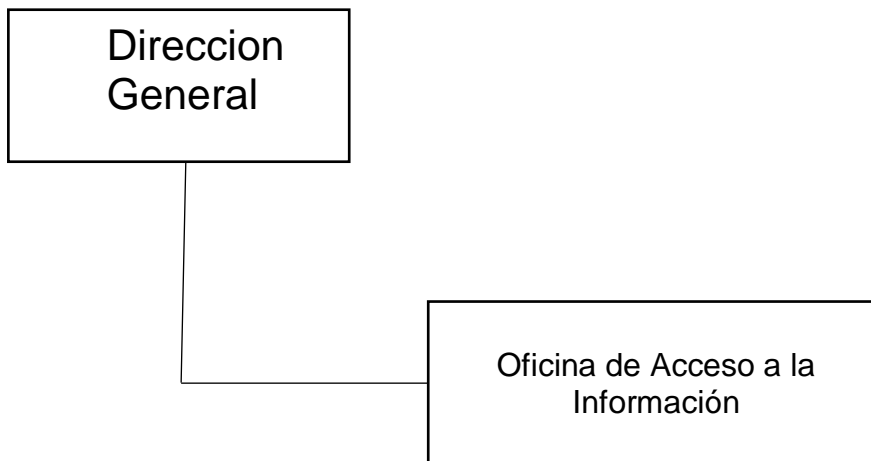 Direccion
General
Oficina de Acceso a la
Información